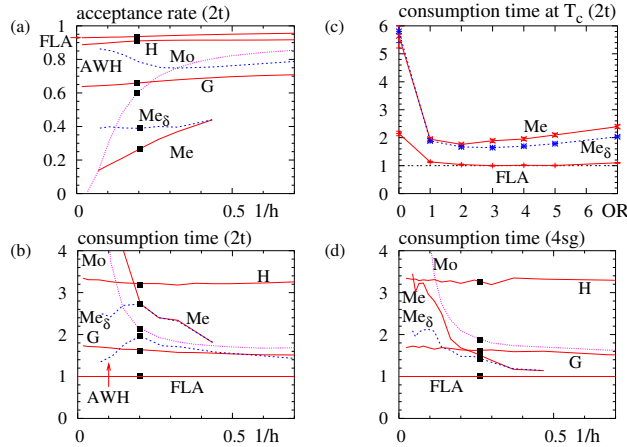 acceptance rate (2t)
(a)
1
FLA
H
Mo
0.8
AWH
G
0.6
Meδ
0.4
Me
0.2
0
0.5
1/h
consumption time at Tc (2t)
(c)
6
5
4
3
Me
2
Meδ
1
FLA
0
0 1 2 3 4 5 6 OR
consumption time (2t)
(b)
4
Mo
H
3
Meδ
Me
2
G
1
FLA
AWH
0
0.5
1/h
consumption time (4sg)
(d)
4
Mo
H
3
Me
Meδ
2
G
1
FLA
0
0.5
1/h